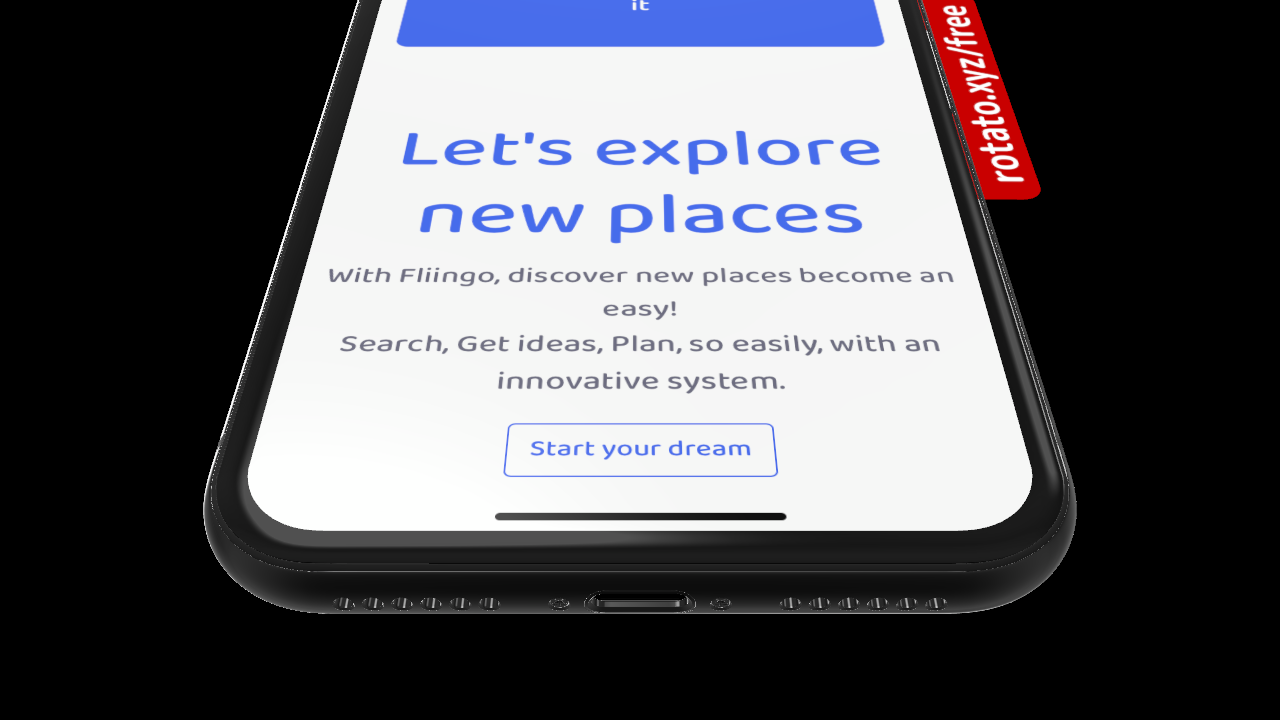 it
rotato.xyz/free
Let's explore
new places
With Fliingo, discover new places become an
easy!
Search, Get ideas, Plan, so easily, with an
innovative system.
Start your dream